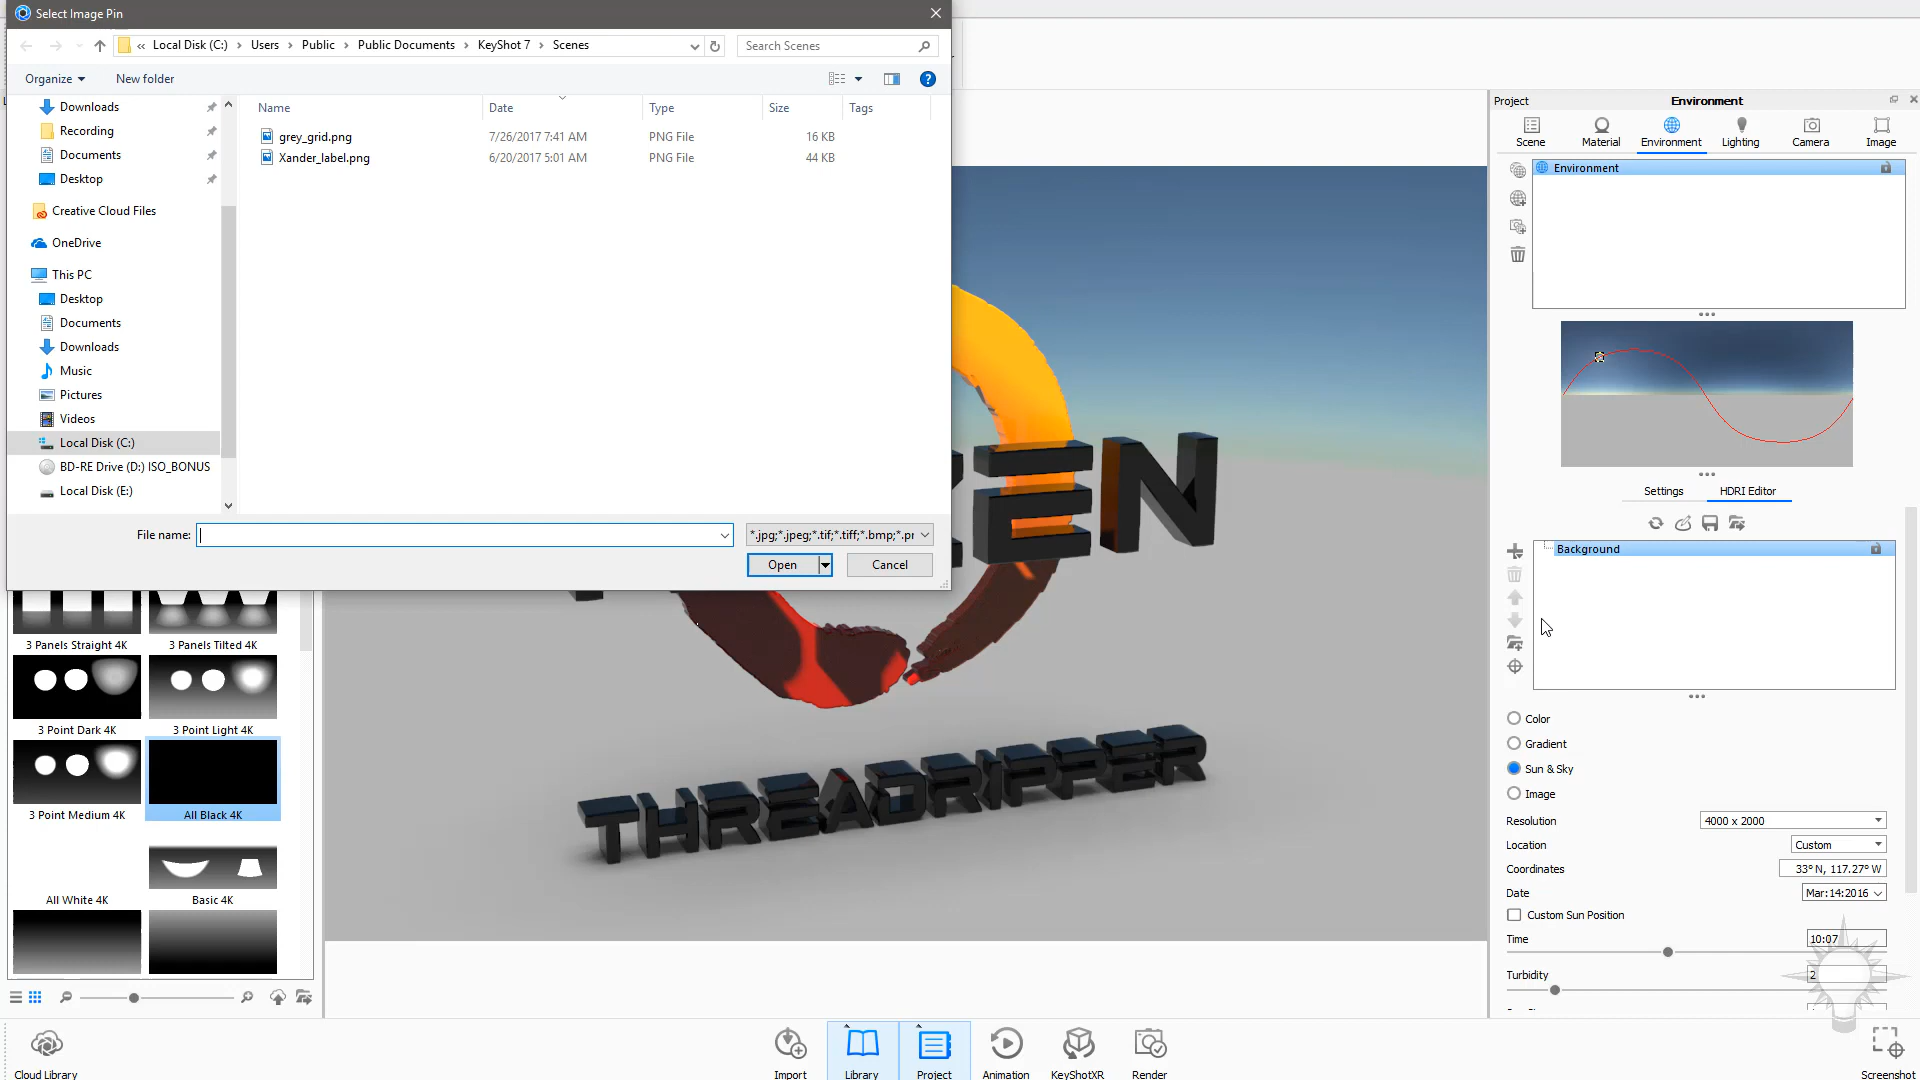 Select Image Pin
« Local Disk (C:) > Users > Public > Public Documents > KeyShot 7 > Scenes
Search Scenes
Organize
New folder
Name Date Type Size Tags
grey_grid.png 7/26/2017 7:41 AM PNG File 16 KB
Xander_label.png 6/20/2017 5:01 AM PNG File 44 KB
Downloads
Recording
Documents
Desktop
Creative Cloud Files
OneDrive
This PC
Desktop
Documents
Downloads
Music
Pictures
Videos
Local Disk (C:)
BD-RE Drive (D:) ISO_BONUS
Local Disk (E:)
File name:
*.jpg;*.jpeg;*.tif;*.tiff;*.bmp;*.pr
Open
Cancel
3 Panels Straight 4K
3 Panels Tilted 4K
3 Point Dark 4K
3 Point Light 4K
3 Point Medium 4K
All Black 4K
All White 4K
Basic 4K
EN
THREADRIPPER
Project
Environment
Scene
Material
Environment
Lighting
Camera
Image
Environment
Settings
HDRI Editor
Background
Color
Gradient
Sun & Sky
Image
Resolution 4000 x 2000
Location Custom
Coordinates 33° N, 117.27° W
Date Mar:14:2016
Custom Sun Position
Time 10:07
Turbidity 2
Cloud Library
Import
Library
Project
Animation
KeyShotXR
Render
Screenshot